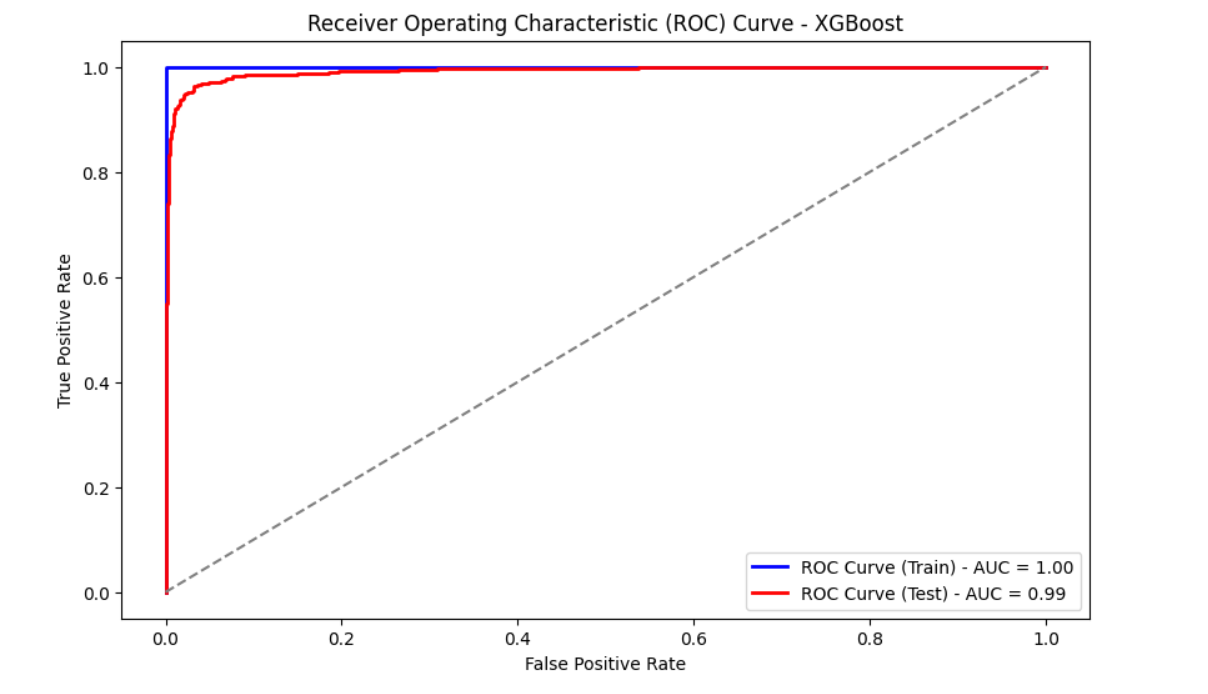 Receiver Operating Characteristic (ROC) Curve - XGBoost
True Positive Rate
1.0
0.8
0.6
0.4
0.2
0.0
ROC Curve (Train) - AUC = 1.00
ROC Curve (Test) - AUC = 0.99
0.0 0.2 0.4 0.6 0.8 1.0
False Positive Rate